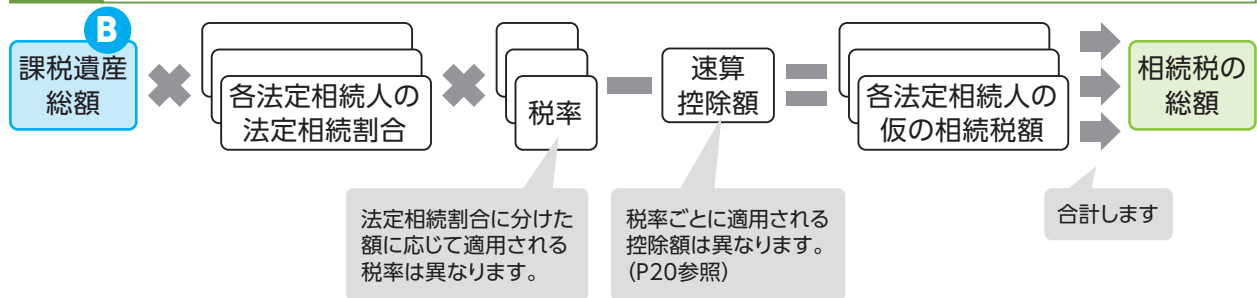 B
課税遺産
総額
各法定相続人の
法定相続割合
税率
速算
控除額
各法定相続人の
仮の相続税額
相続税の
総額
法定相続割合に分けた
額に応じて適用される
税率は異なります。
税率ごとに適用される
控除額は異なります。
(P20参照)
合計します